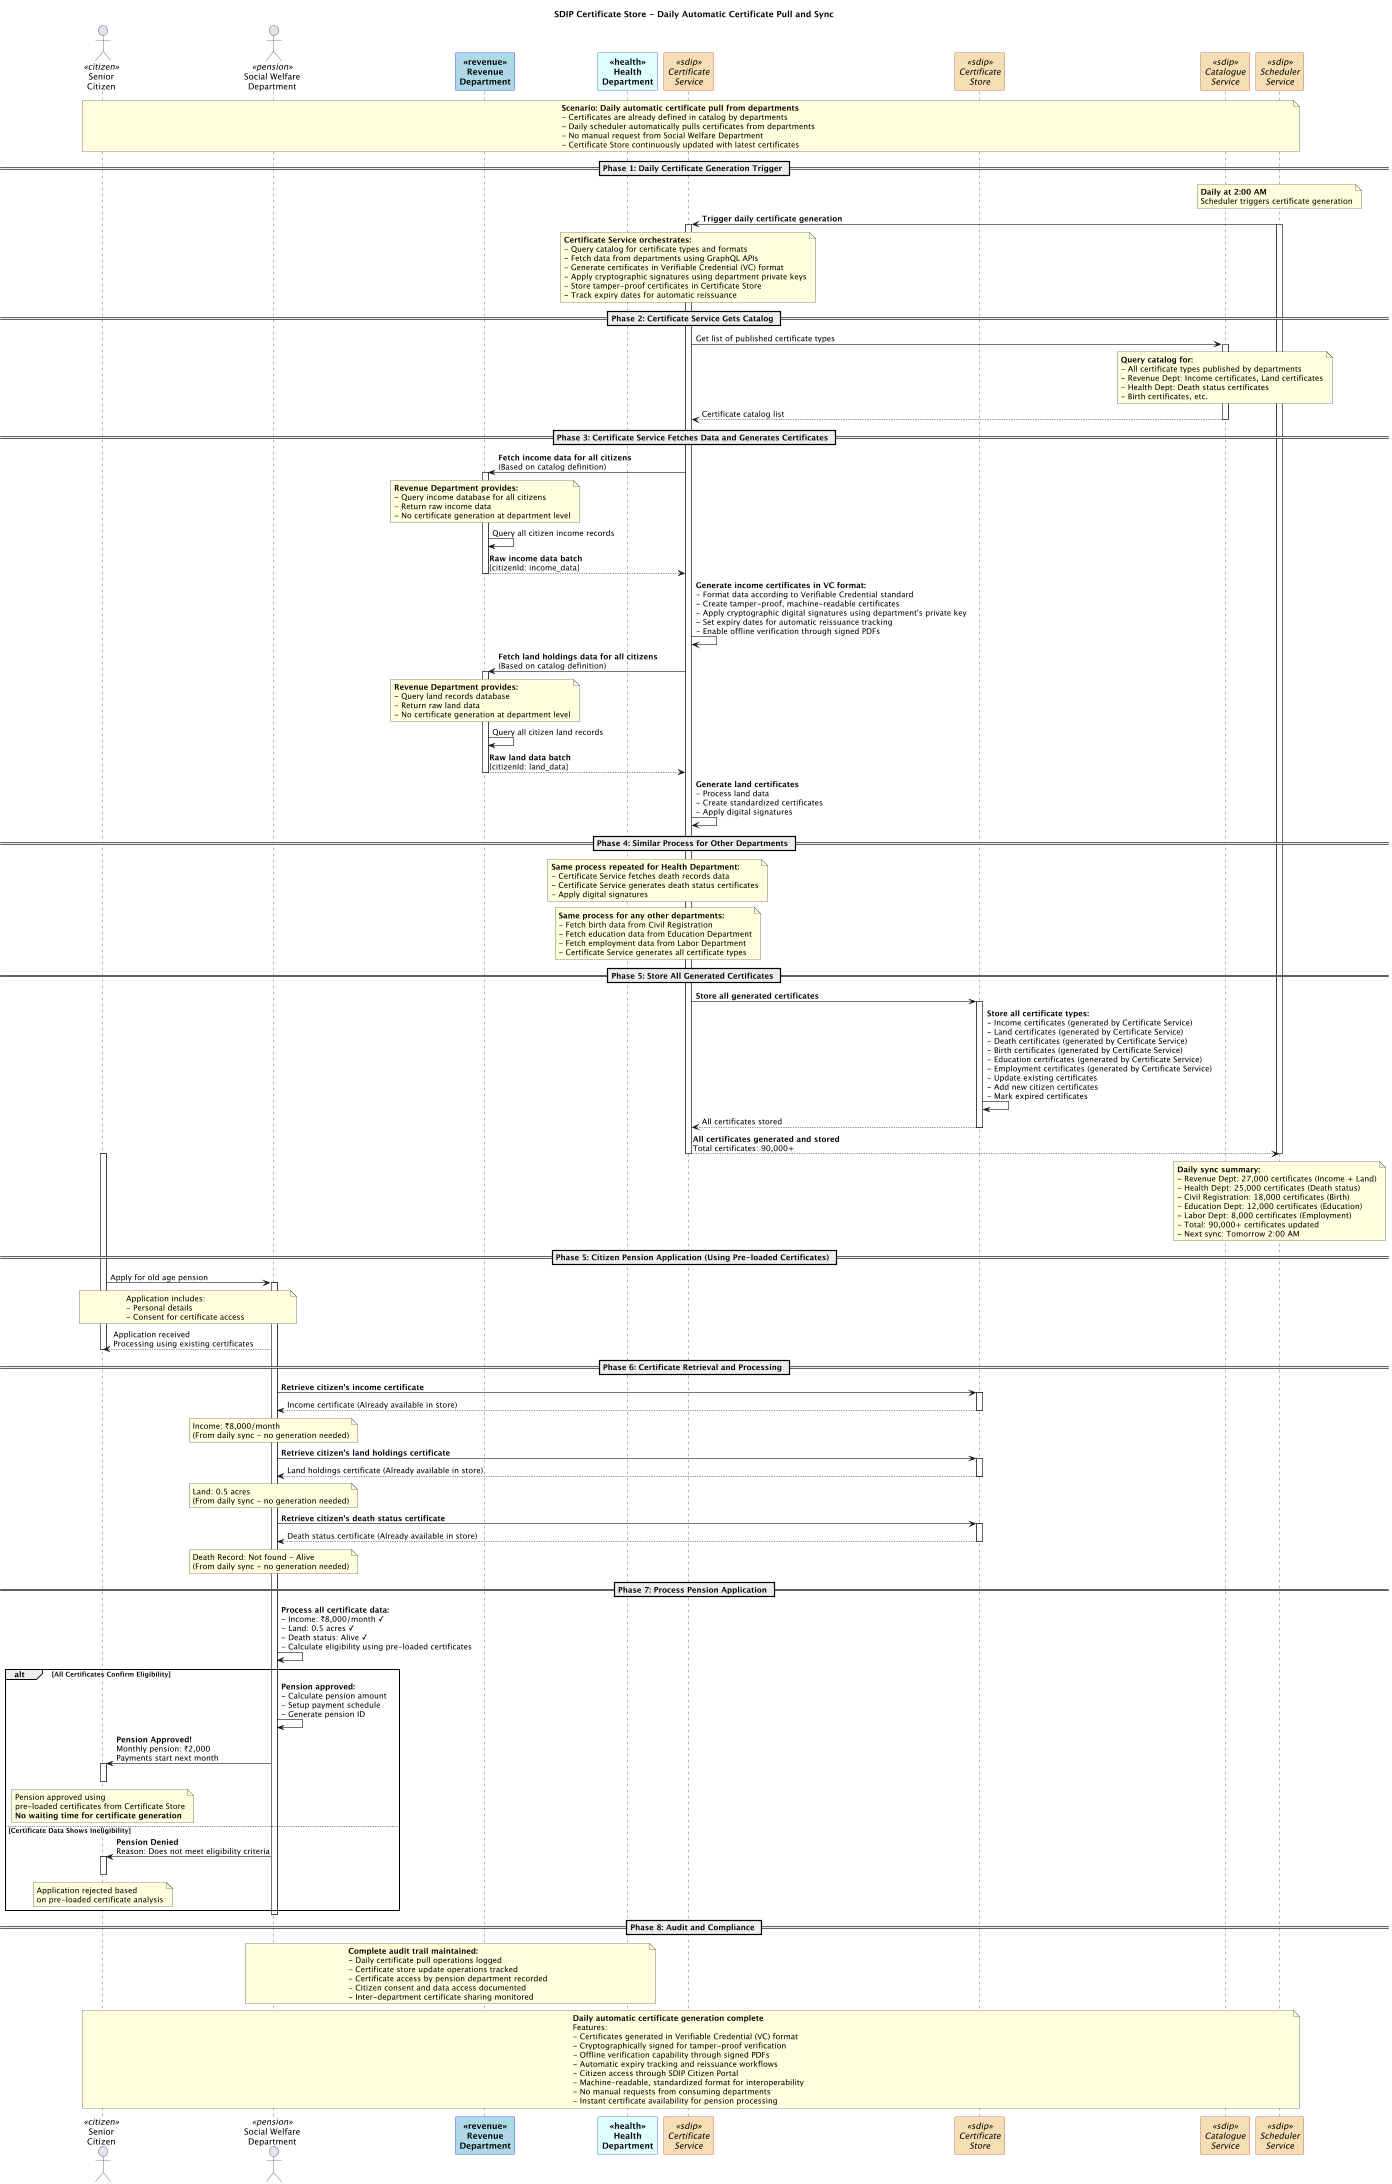 SDIP Certificate Store - Daily Automatic Certificate Pull and Sync
«citizen»
Senior
Citizen
«pension»
Social Welfare
Department
«revenue»
Revenue
Department
«health»
Health
Department
«sdip»
Certificate
Service
«sdip»
Certificate
Store
«sdip»
Catalogue
Service
«sdip»
Scheduler
Service
Scenario: Daily automatic certificate pull from departments
- Certificates are already defined in catalog by departments
- Daily scheduler automatically pulls certificates from departments
- No manual request from Social Welfare Department
- Certificate Store continuously updated with latest certificates
Phase 1: Daily Certificate Generation Trigger
Daily at 2:00 AM
Scheduler triggers certificate generation
Trigger daily certificate generation
Certificate Service orchestrates:
- Query catalog for certificate types and formats
- Fetch data from departments using GraphQL APIs
- Generate certificates in Verifiable Credential (VC) format
- Apply cryptographic signatures using department private keys
- Store tamper-proof certificates in Certificate Store
- Track expiry dates for automatic reissuance
Phase 2: Certificate Service Gets Catalog
Get list of published certificate types
Query catalog for:
- All certificate types published by departments
- Revenue Dept: Income certificates, Land certificates
- Health Dept: Death status certificates
- Birth certificates, etc.
Certificate catalog list
Phase 3: Certificate Service Fetches Data and Generates Certificates
Fetch income data for all citizens
(Based on catalog definition)
Revenue Department provides:
- Query income database for all citizens
- Return raw income data
- No certificate generation at department level
Query all citizen income records
Raw income data batch
{citizenId: income_data}
Generate income certificates in VC format:
- Format data according to Verifiable Credential standard
- Create tamper-proof, machine-readable certificates
- Apply cryptographic digital signatures using department's private key
- Set expiry dates for automatic reissuance tracking
- Enable offline verification through signed PDFs
Fetch land holdings data for all citizens
(Based on catalog definition)
Revenue Department provides:
- Query land records database
- Return raw land data
- No certificate generation at department level
Query all citizen land records
Raw land data batch
{citizenId: land_data}
Generate land certificates
- Process land data
- Create standardized certificates
- Apply digital signatures
Phase 4: Similar Process for Other Departments
Same process repeated for Health Department:
- Certificate Service fetches death records data
- Certificate Service generates death status certificates
- Apply digital signatures
Same process for any other departments:
- Fetch birth data from Civil Registration
- Fetch education data from Education Department
- Fetch employment data from Labor Department
- Certificate Service generates all certificate types
Phase 5: Store All Generated Certificates
Store all generated certificates
Store all certificate types:
- Income certificates (generated by Certificate Service)
- Land certificates (generated by Certificate Service)
- Death certificates (generated by Certificate Service)
- Birth certificates (generated by Certificate Service)
- Education certificates (generated by Certificate Service)
- Employment certificates (generated by Certificate Service)
- Update existing certificates
- Add new citizen certificates
- Mark expired certificates
All certificates stored
All certificates generated and stored
Total certificates: 90,000+
Daily sync summary:
- Revenue Dept: 27,000 certificates (Income + Land)
- Health Dept: 25,000 certificates (Death status)
- Civil Registration: 18,000 certificates (Birth)
- Education Dept: 12,000 certificates (Education)
- Labor Dept: 8,000 certificates (Employment)
- Total: 90,000+ certificates updated
- Next sync: Tomorrow 2:00 AM
Phase 5: Citizen Pension Application (Using Pre-loaded Certificates)
Apply for old age pension
Application includes:
- Personal details
- Consent for certificate access
Application received
Processing using existing certificates
Phase 6: Certificate Retrieval and Processing
Retrieve citizen's income certificate
Income certificate (Already available in store)
Income: ₹8,000/month
(From daily sync - no generation needed)
Retrieve citizen's land holdings certificate
Land holdings certificate (Already available in store)
Land: 0.5 acres
(From daily sync - no generation needed)
Retrieve citizen's death status certificate
Death status certificate (Already available in store)
Death Record: Not found - Alive
(From daily sync - no generation needed)
Phase 7: Process Pension Application
Process all certificate data:
- Income: ₹8,000/month ✓
- Land: 0.5 acres ✓
- Death status: Alive ✓
- Calculate eligibility using pre-loaded certificates
alt [All Certificates Confirm Eligibility]
Pension approved:
- Calculate pension amount
- Setup payment schedule
- Generate pension ID
Pension Approved!
Monthly pension: ₹2,000
Payments start next month
Pension approved using
pre-loaded certificates from Certificate Store
No waiting time for certificate generation
[Certificate Data Shows Ineligibility]
Pension Denied
Reason: Does not meet eligibility criteria
Application rejected based
on pre-loaded certificate analysis
Phase 8: Audit and Compliance
Complete audit trail maintained:
- Daily certificate pull operations logged
- Certificate store update operations tracked
- Certificate access by pension department recorded
- Citizen consent and data access documented
- Inter-department certificate sharing monitored
Daily automatic certificate generation complete
Features:
- Certificates generated in Verifiable Credential (VC) format
- Cryptographically signed for tamper-proof verification
- Offline verification capability through signed PDFs
- Automatic expiry tracking and reissuance workflows
- Citizen access through SDIP Citizen Portal
- Machine-readable, standardized format for interoperability
- No manual requests from consuming departments
- Instant certificate availability for pension processing
«citizen»
Senior
Citizen
«pension»
Social Welfare
Department
«revenue»
Revenue
Department
«health»
Health
Department
«sdip»
Certificate
Service
«sdip»
Certificate
Store
«sdip»
Catalogue
Service
«sdip»
Scheduler
Service